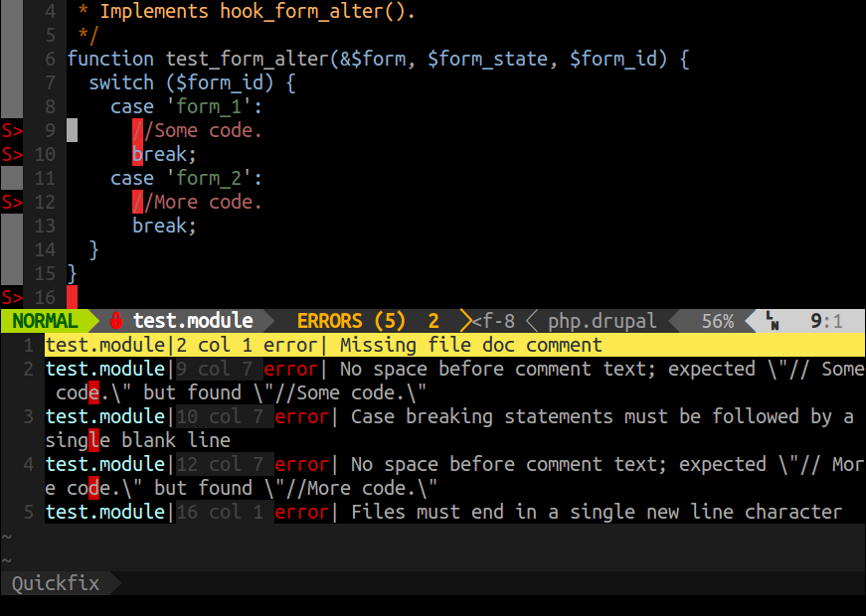 4 * Implements hook_form_alter().
5 */
6 function test_form_alter(&$form, $form_state, $form_id) {
7 switch ($form_id) {
8 case 'form_1':
S> 9 //Some code.
S> 10 break;
11 case 'form_2':
S> 12 //More code.
13 break;
14 }
15 }
S> 16
NORMAL test.module ERRORS (5) 2 <f-8 php.drupal 56% LN 9:1
1 test.module|2 col 1 error| Missing file doc comment
2 test.module|9 col 7 error| No space before comment text; expected \"// Some
code.\" but found \"//Some code.\"
3 test.module|10 col 7 error| Case breaking statements must be followed by a
single blank line
4 test.module|12 col 7 error| No space before comment text; expected \"// Mor
e code.\" but found \"//More code.\"
5 test.module|16 col 1 error| Files must end in a single new line character
~
~
Quickfix